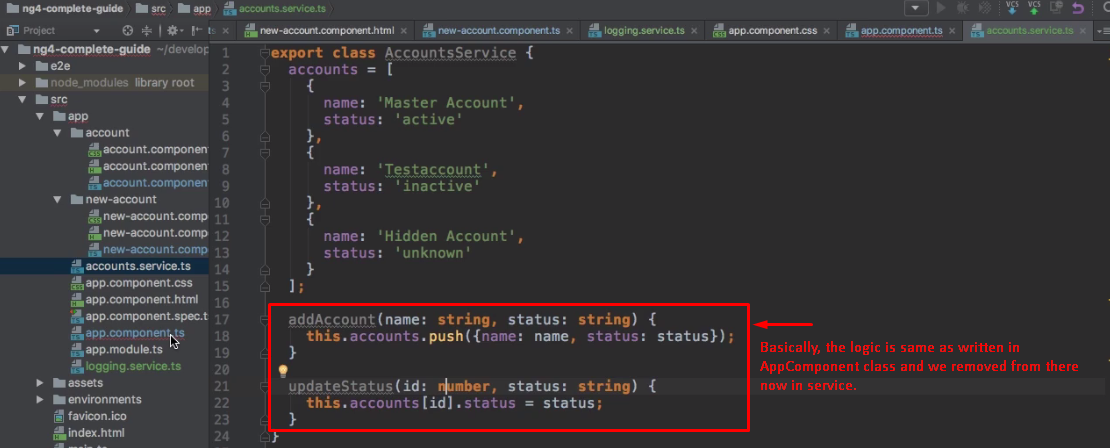 ng4-complete-guide src app accounts.service.ts
VCS VCS
Project ts new-account.component.html new-account.component.ts logging.service.ts app.component.css app.component.ts accounts.service.ts
ng4-complete-guide ~/develop
e2e
node_modules library root
src
app
account
account.component
account.component
account.component
new-account
new-account.comp
new-account.comp
new-account.comp
accounts.service.ts
app.component.css
app.component.html
app.component.spec.t
app.component.ts
app.module.ts
logging.service.ts
assets
environments
favicon.ico
index.html
1 export class AccountsService {
2 accounts = [
3 {
4 name: 'Master Account',
5 status: 'active'
6 },
7 {
8 name: 'Testaccount',
9 status: 'inactive'
10 },
11 {
12 name: 'Hidden Account',
13 status: 'unknown'
14 }
15 ];
16
17 addAccount(name: string, status: string) {
18 this.accounts.push({name: name, status: status});
19 }
20
21 updateStatus(id: number, status: string) {
22 this.accounts[id].status = status;
23 }
24 }
Basically, the logic is same as written in
AppComponent class and we removed from there
now in service.